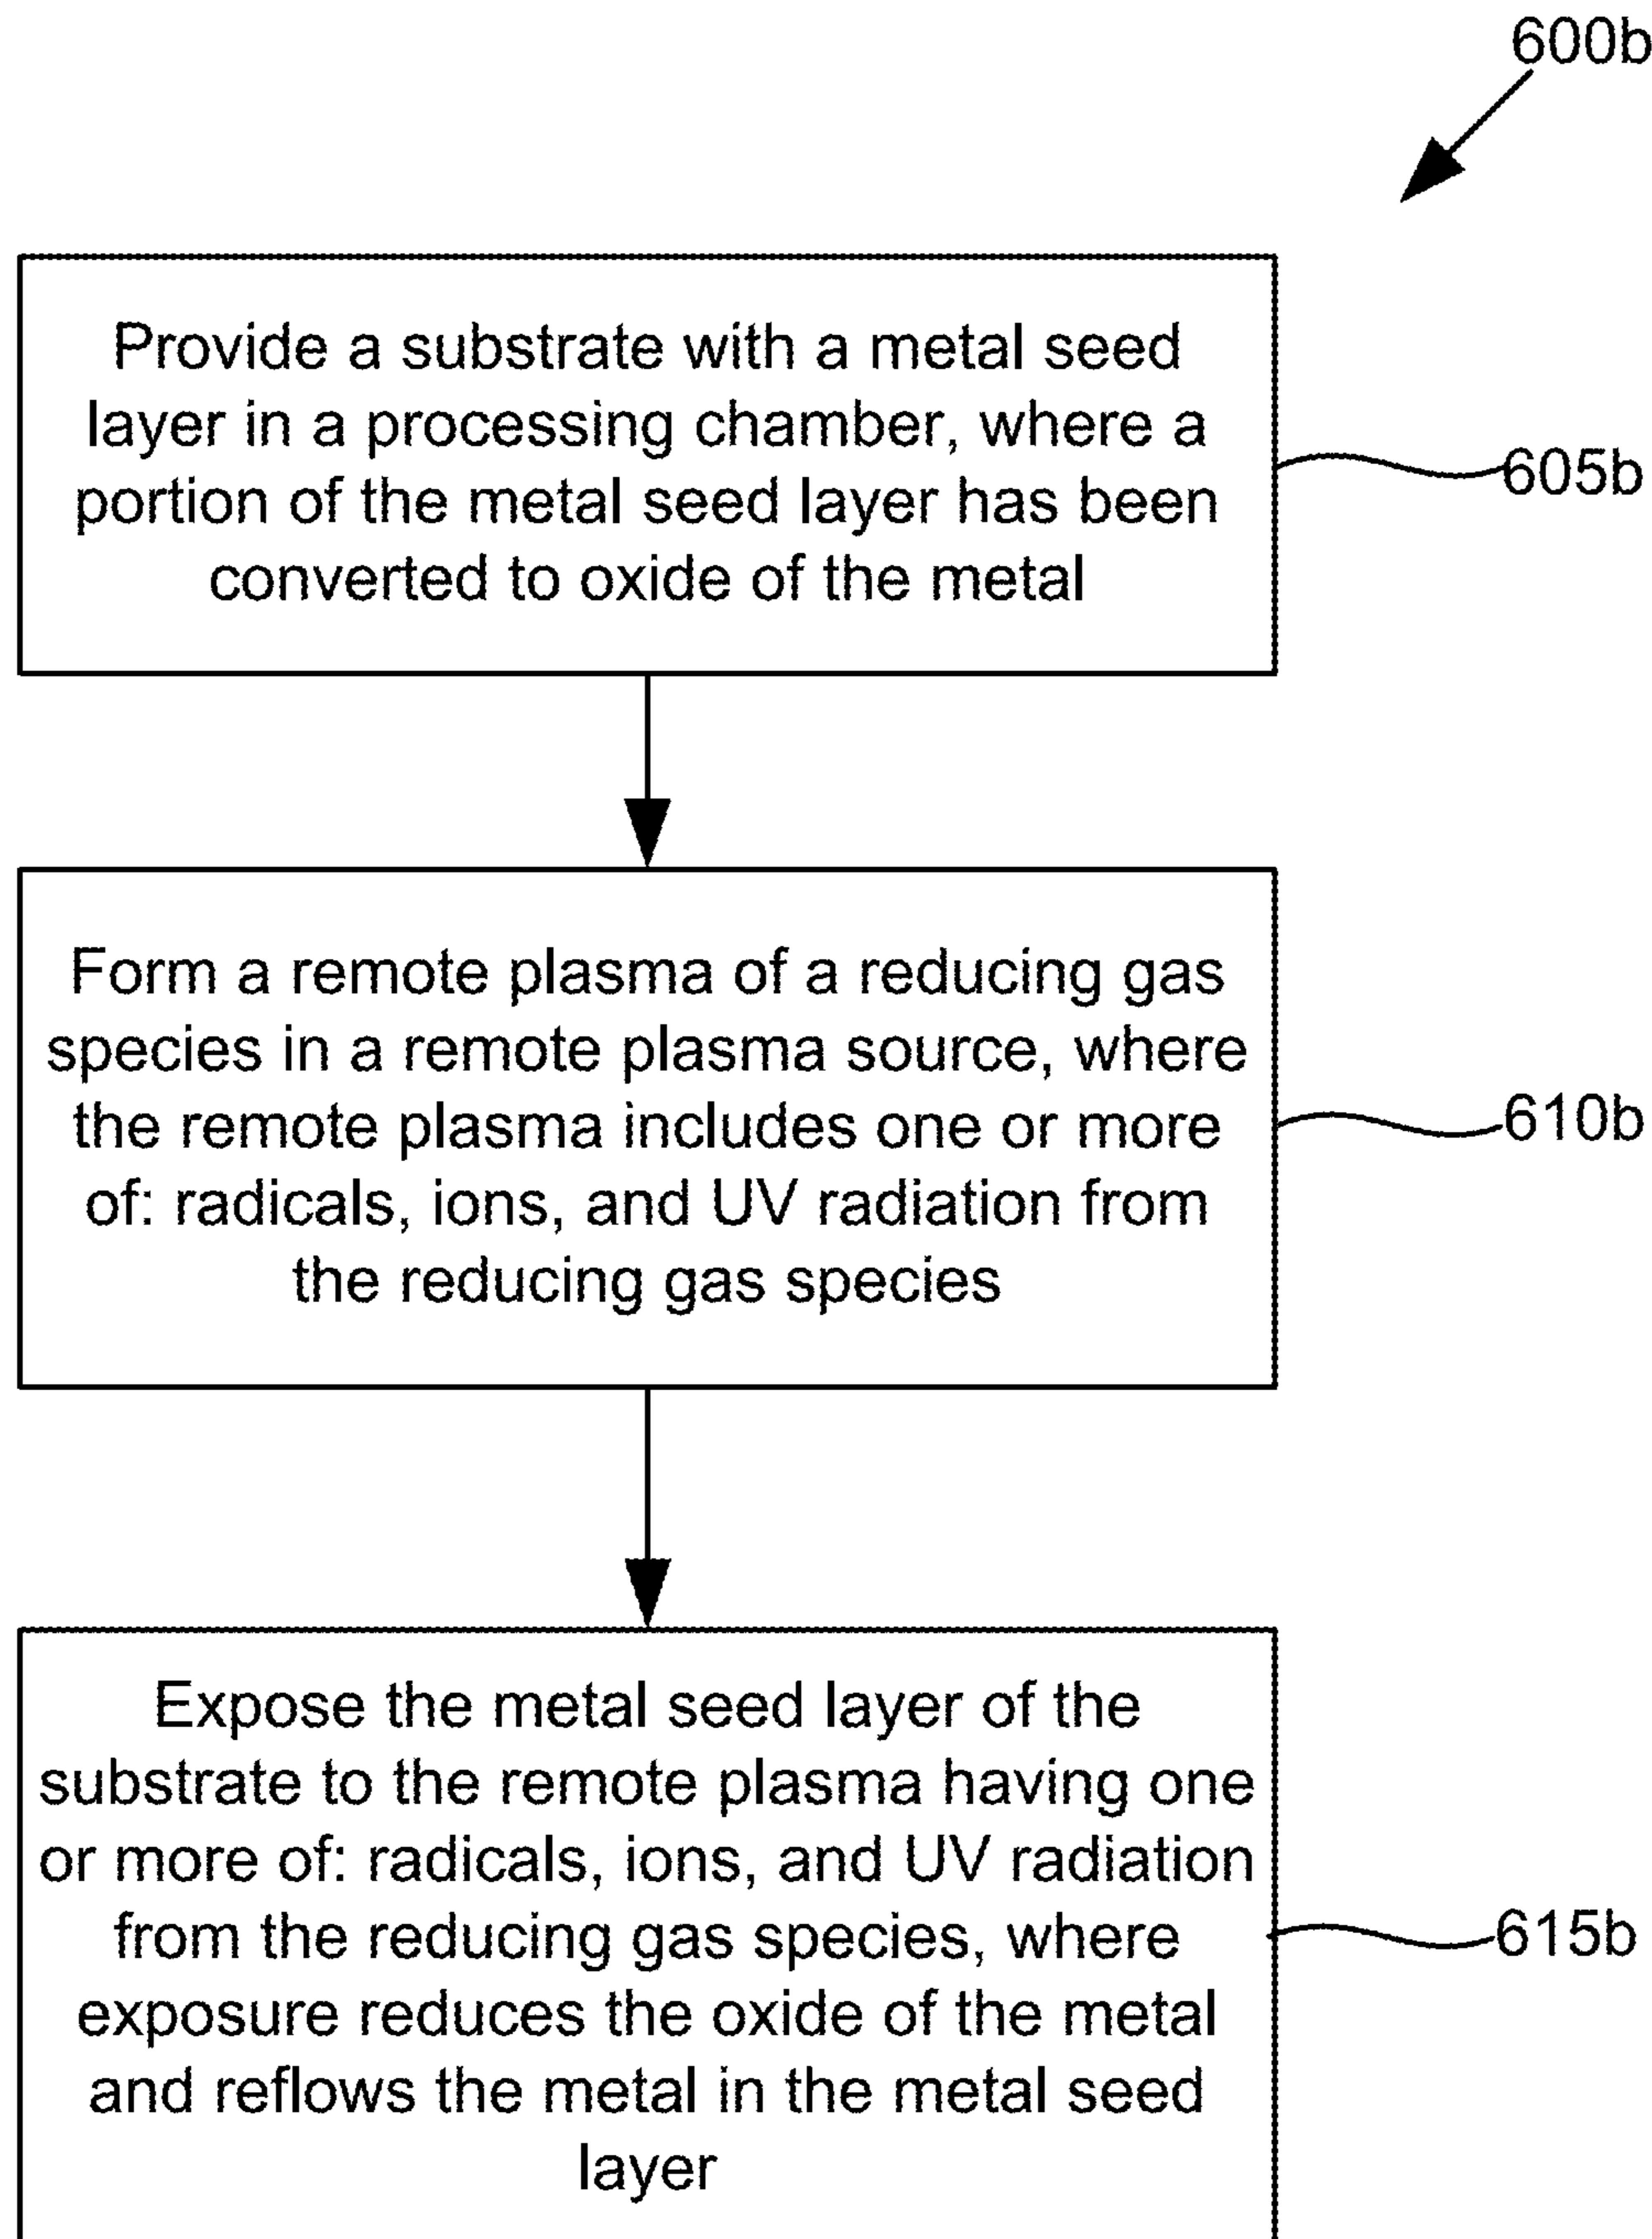 600b
Provide a substrate with a metal seed
layer in a processing chamber, where a
portion of the metal seed layer has been
converted to oxide of the metal
605b
Form a remote plasma of a reducing gas
species in a remote plasma source, where
the remote plasma includes one or more
of: radicals, ions, and UV radiation from
the reducing gas species
610b
Expose the metal seed layer of the
substrate to the remote plasma having one
or more of: radicals, ions, and UV radiation
from the reducing gas species, where
exposure reduces the oxide of the metal
and reflows the metal in the metal seed
layer
615b